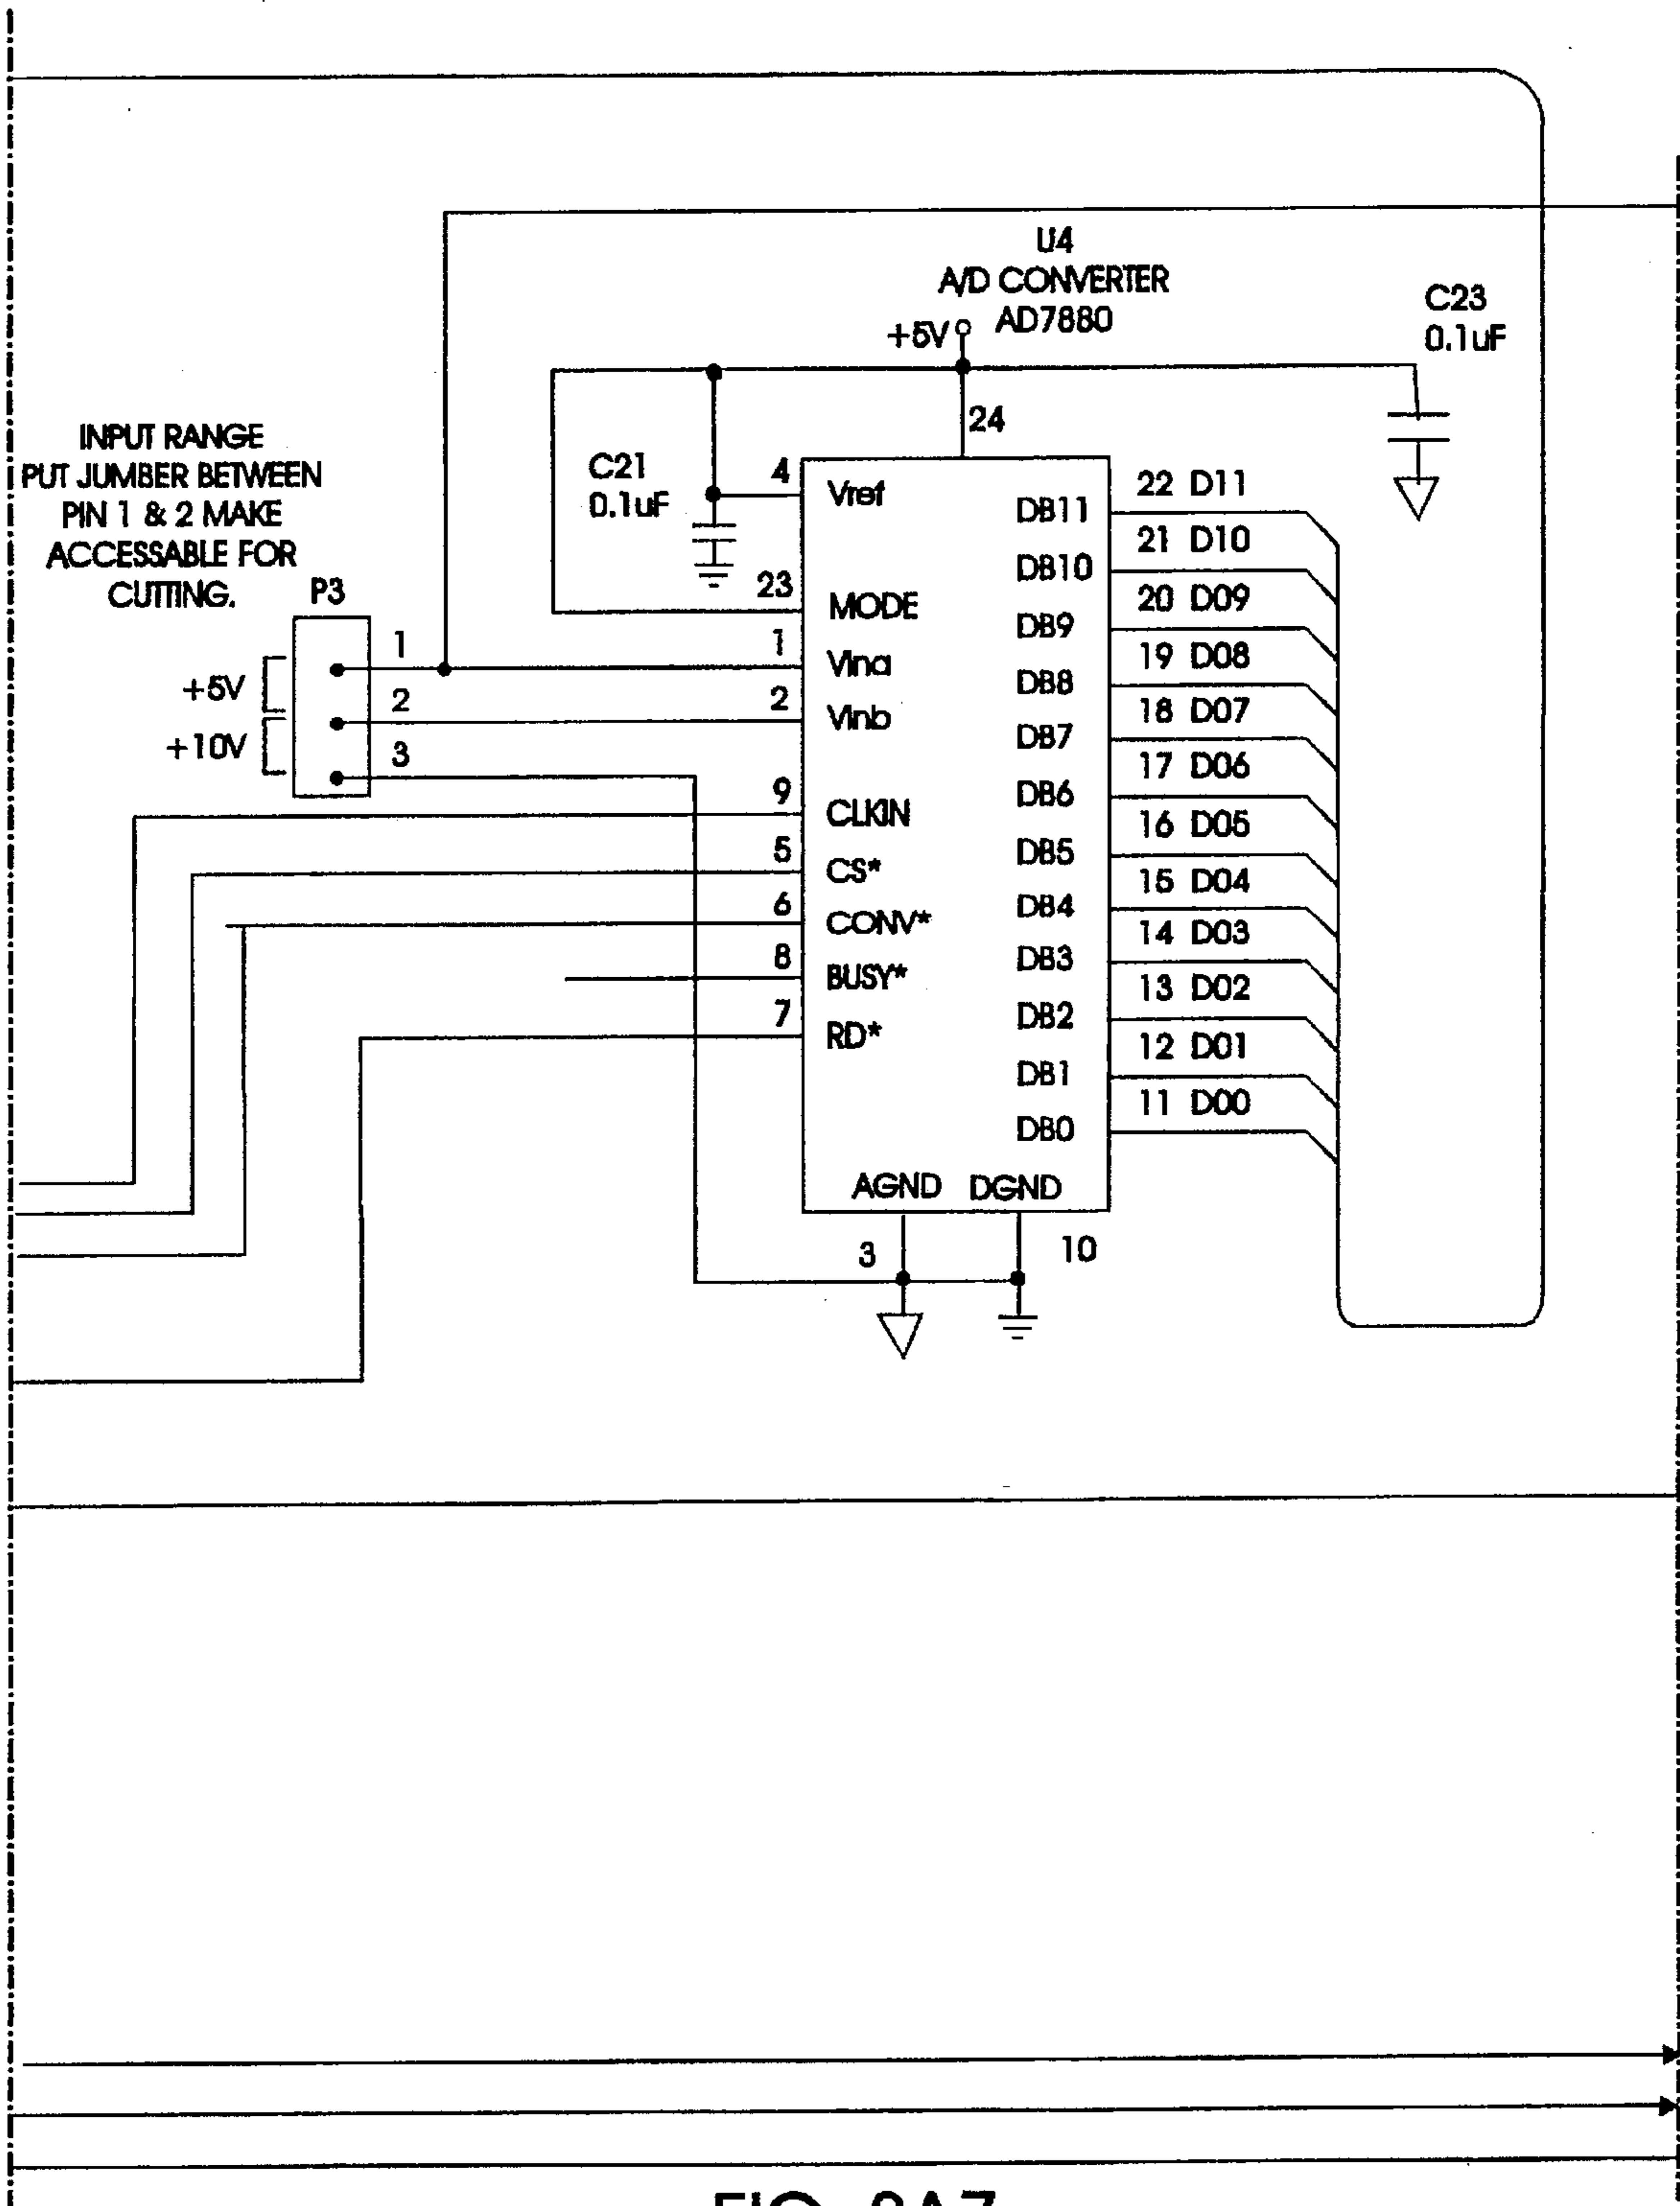 U4
A/D CONVERTER
AD7880
+5V
C23
0.1uF
24
INPUT RANGE
PUT JUMBER BETWEEN
PIN 1 & 2 MAKE
ACCESSABLE FOR
CUTTING.
P3
C21
0.1uF
4
Vref
23
MODE
1
1
Vina
+5V
2
2
Vinb
+10V
3
9
CLKIN
5
CS*
6
CONV*
8
BUSY*
7
RD*
DB11
22 D11
DB10
21 D10
DB9
20 D09
DB8
19 D08
DB7
18 D07
DB6
17 D06
DB5
16 D05
DB4
15 D04
DB3
14 D03
DB2
13 D02
DB1
12 D01
DB0
11 D00
AGND DGND
3
10